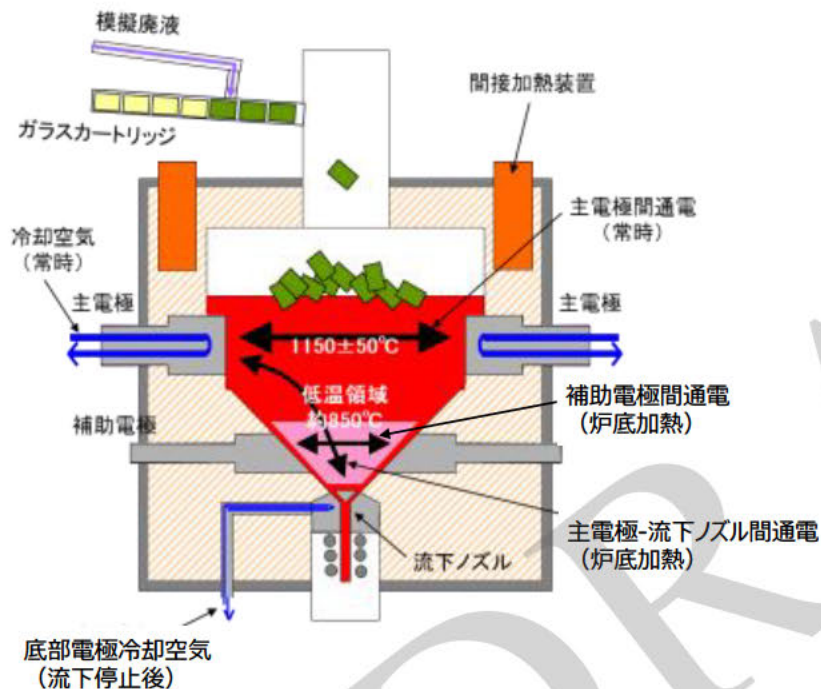 模擬廃液
ガラスカートリッジ
間接加熱装置
主電極間通電
(常時)
冷却空気
(常時)
主電極
主電極
1150±50℃
低温領域
約850℃
補助電極間通電
(炉底加熱)
補助電極
主電極-流下ノズル間通電
(炉底加熱)
流下ノズル
底部電極冷却空気
(流下停止後)